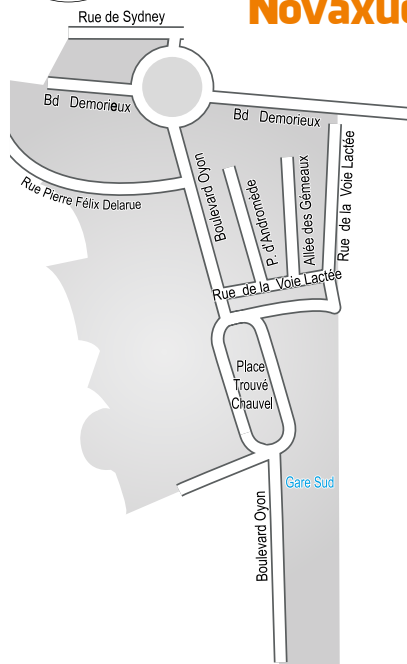 Novaxu
Rue de Sydney
Bd Demorieux
Bd Demorieux
Rue Pierre Félix Delarue
Boulevard Oyon
P. d'Andromède
Allée des Gémeaux
Rue de la Voie Lactée
Rue de la Voie Lactée
Place
Trouvé
Chauvel
Gare Sud
Boulevard Oyon